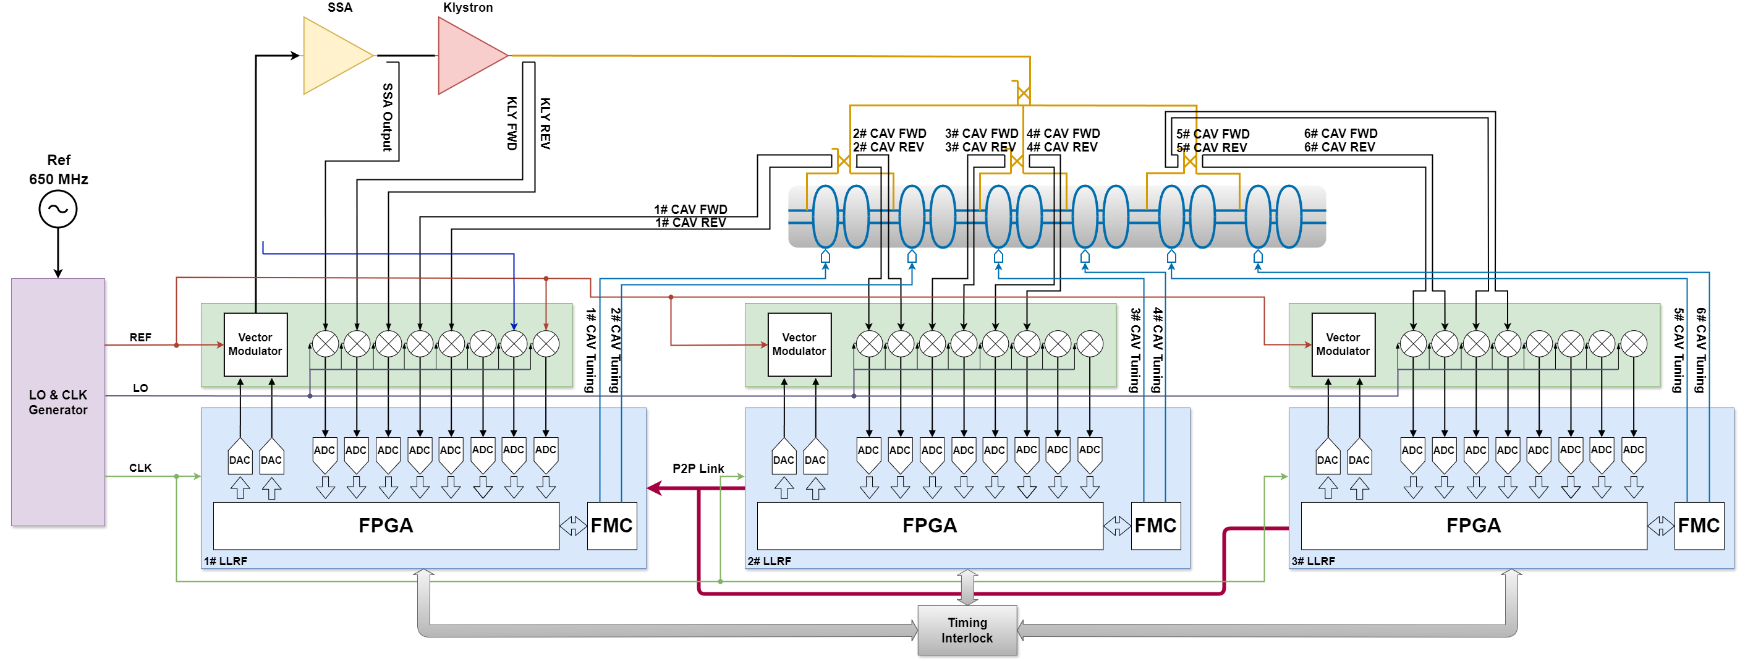 SSA
Klystron
SSA Output
KLY FWD
KLY REV
2# CAV FWD
2# CAV REV
3# CAV FWD
3# CAV REV
4# CAV FWD
4# CAV REV
5# CAV FWD
5# CAV REV
6# CAV FWD
6# CAV REV
Ref
650 MHz
1# CAV FWD
1# CAV REV
1# CAV Tuning
2# CAV Tuning
3# CAV Tuning
4# CAV Tuning
5# CAV Tuning
6# CAV Tuning
REF
LO
CLK
LO & CLK
Generator
Vector
Modulator
Vector
Modulator
Vector
Modulator
DAC
DAC
ADC
ADC
ADC
ADC
ADC
ADC
ADC
ADC
P2P Link
DAC
DAC
ADC
ADC
ADC
ADC
ADC
ADC
ADC
ADC
DAC
DAC
ADC
ADC
ADC
ADC
ADC
ADC
ADC
ADC
FPGA
FMC
FPGA
FMC
FPGA
FMC
1# LLRF
2# LLRF
3# LLRF
Timing
Interlock